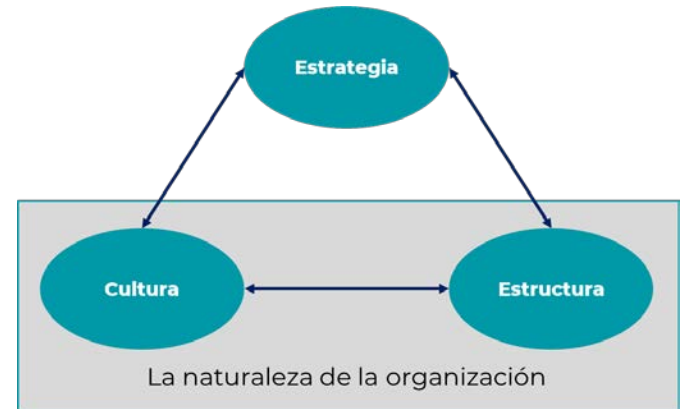 Estrategia
Cultura
Estructura
La naturaleza de la organización